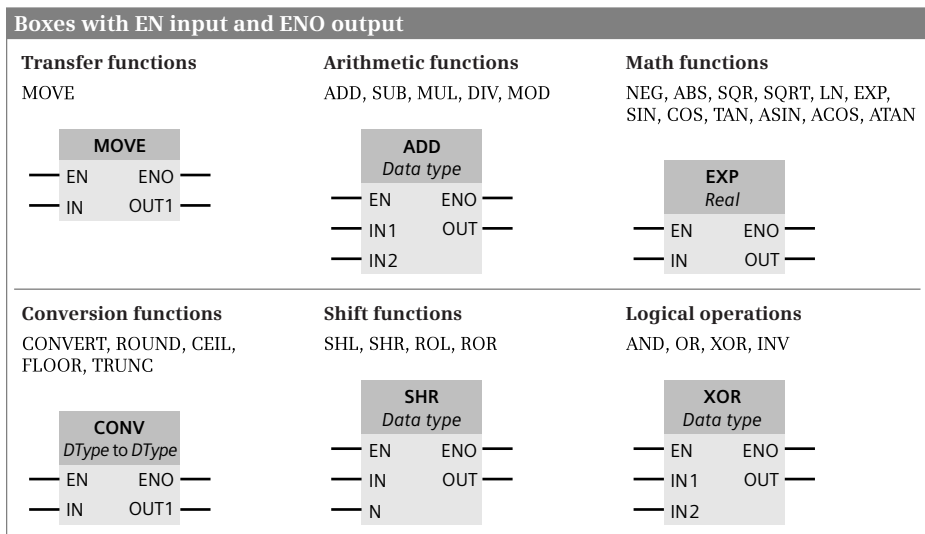 Boxes with EN input and ENO output
Transfer functions
MOVE
MOVE
EN ENO
IN OUT1
Arithmetic functions
ADD, SUB, MUL, DIV, MOD
ADD
Data type
EN ENO
IN1 OUT
IN2
Math functions
NEG, ABS, SQR, SQRT, LN, EXP,
SIN, COS, TAN, ASIN, ACOS, ATAN
EXP
Real
EN ENO
IN OUT
Conversion functions
CONVERT, ROUND, CEIL,
FLOOR, TRUNC
CONV
DType to DType
EN ENO
IN OUT1
Shift functions
SHL, SHR, ROL, ROR
SHR
Data type
EN ENO
IN OUT
N
Logical operations
AND, OR, XOR, INV
XOR
Data type
EN ENO
IN1 OUT
IN2